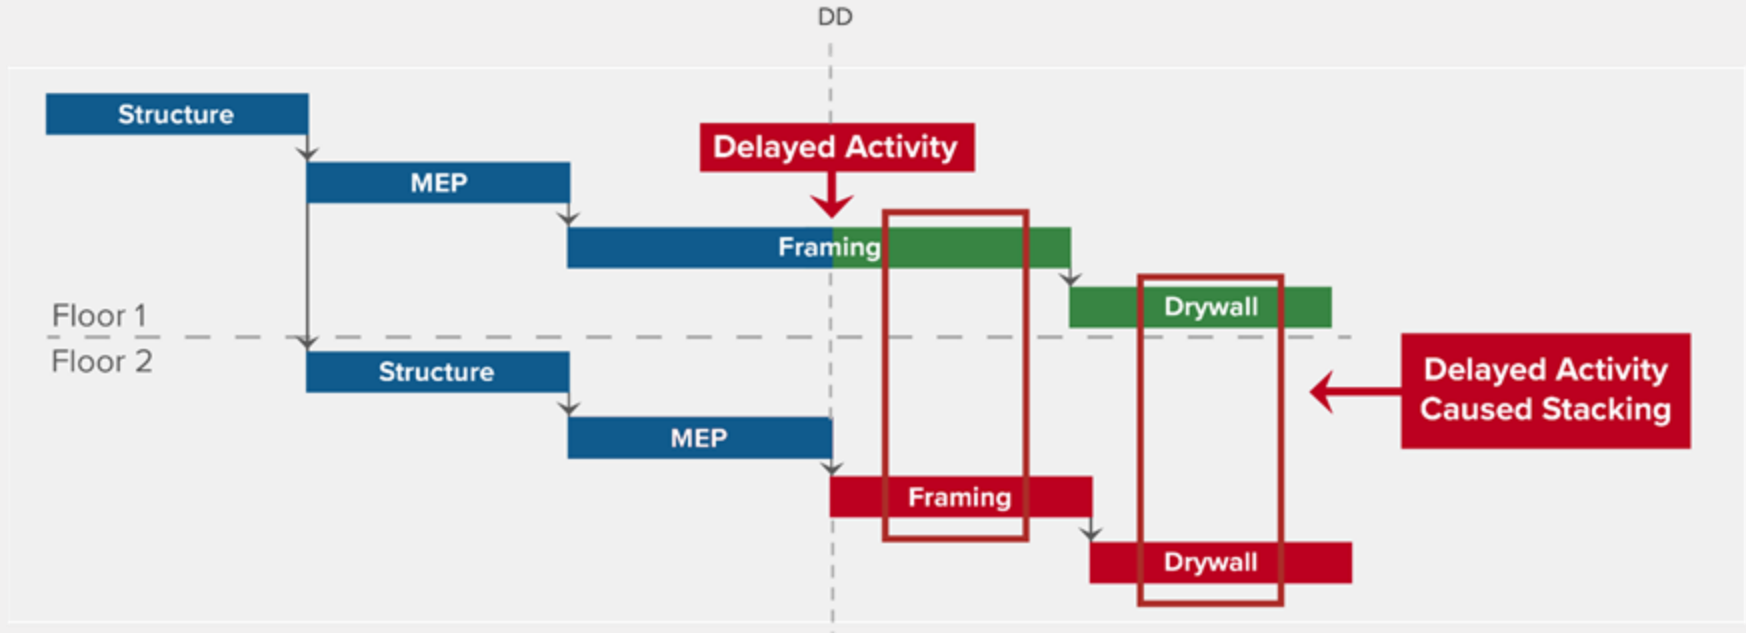 DD
Structure
MEP
Delayed Activity
Framing
Drywall
Floor 1
Floor 2
Structure
MEP
Framing
Drywall
Delayed Activity
Caused Stacking